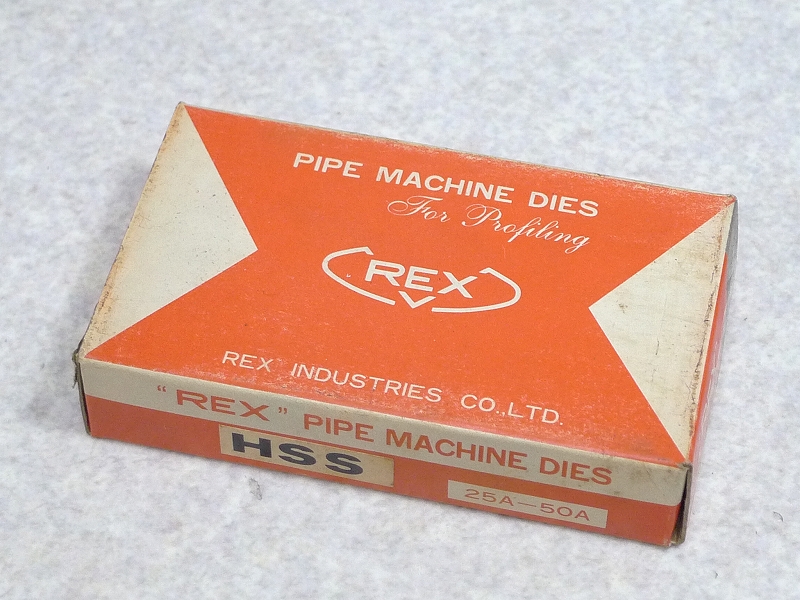 PIPE MACHINE DIES
For Profiling
REX
REX INDUSTRIES CO.,LTD.
"REX" PIPE MACHINE DIES
HSS
25A-50A